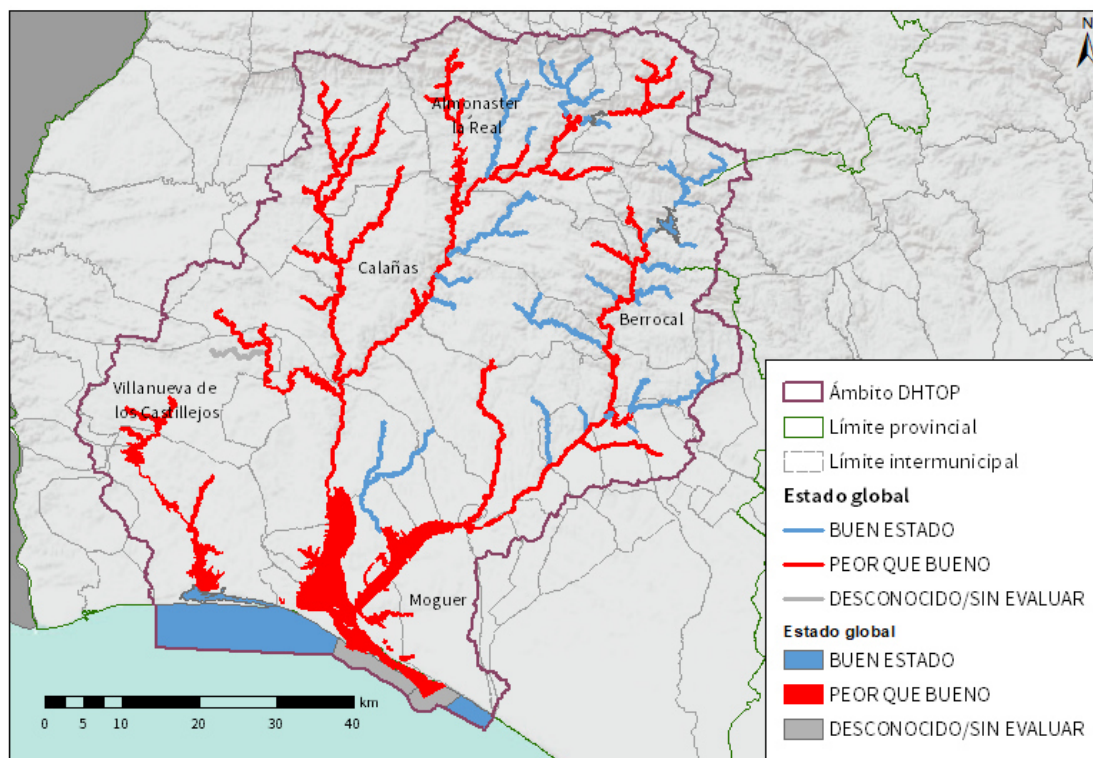 N
Almonaster
la Real
Calañas
Berrocal
Villanueva de
los Castillejos
Moguer
km
0 5 10 20 30 40
Ámbito DHTOP
Límite provincial
Límite intermunicipal
Estado global
BUEN ESTADO
PEOR QUE BUENO
DESCONOCIDO/SIN EVALUAR
Estado global
BUEN ESTADO
PEOR QUE BUENO
DESCONOCIDO/SIN EVALUAR